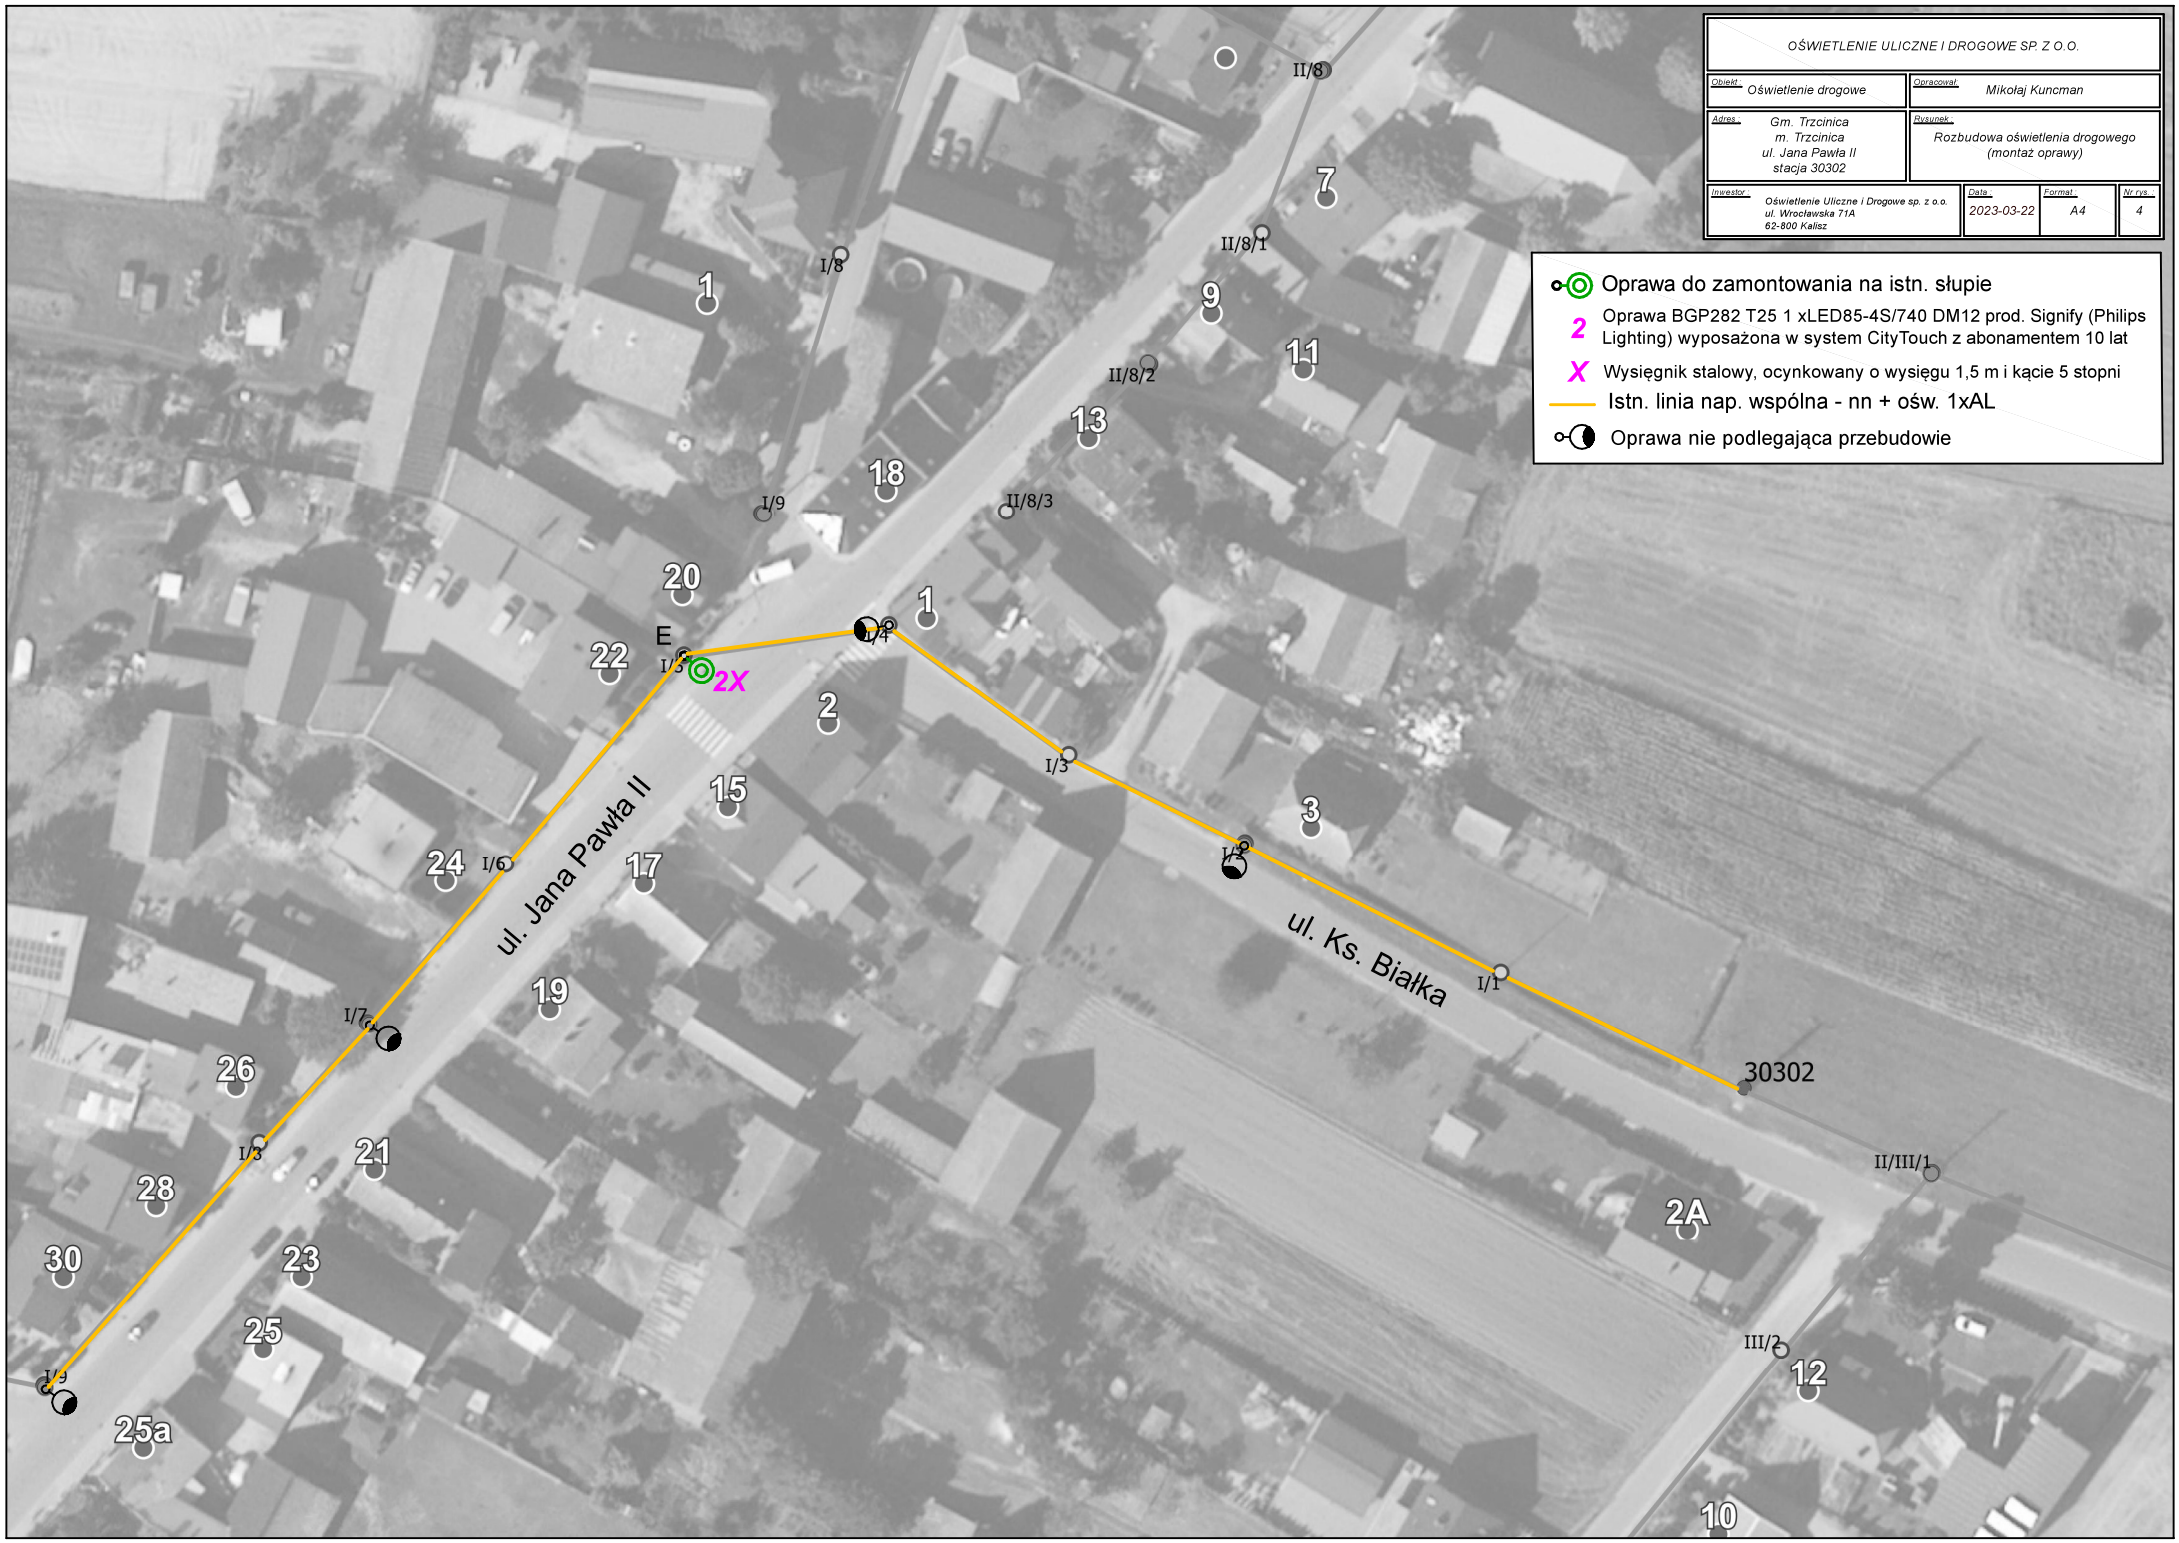 OŚWIETLENIE ULICZNE I DROGOWE SP. Z O.O.
Obiekt :
Oświetlenie drogowe
Opracował:
Mikołaj Kuncman
Adres :
Gm. Trzcinica
m. Trzcinica
ul. Jana Pawła II
stacja 30302
Rysunek :
Rozbudowa oświetlenia drogowego
(montaż oprawy)
Inwestor :
Oświetlenie Uliczne i Drogowe sp. z o.o.
ul. Wrocławska 71A
62-800 Kalisz
Data :
2023-03-22
Format :
A4
Nr rys. :
4
Oprawa do zamontowania na istn. słupie
2
Oprawa BGP282 T25 1 xLED85-4S/740 DM12 prod. Signify (Philips
Lighting) wyposażona w system CityTouch z abonamentem 10 lat
X
Wysięgnik stalowy, ocynkowany o wysięgu 1,5 m i kącie 5 stopni
Istn. linia nap. wspólna - nn + ośw. 1xAL
Oprawa nie podlegająca przebudowie
II/8
7
II/8/1
I/8
1
9
11
II/8/2
13
18
I/9
II/8/3
20
1
E
I/4
22
I/5
2X
2
I/3
15
3
I/2
24
I/6
17
ul. Jana Pawła II
ul. Ks. Białka
I/1
19
I/7
26
30302
I/3
21
II/III/1
28
2A
30
23
25
III/2
12
I/9
25a
10